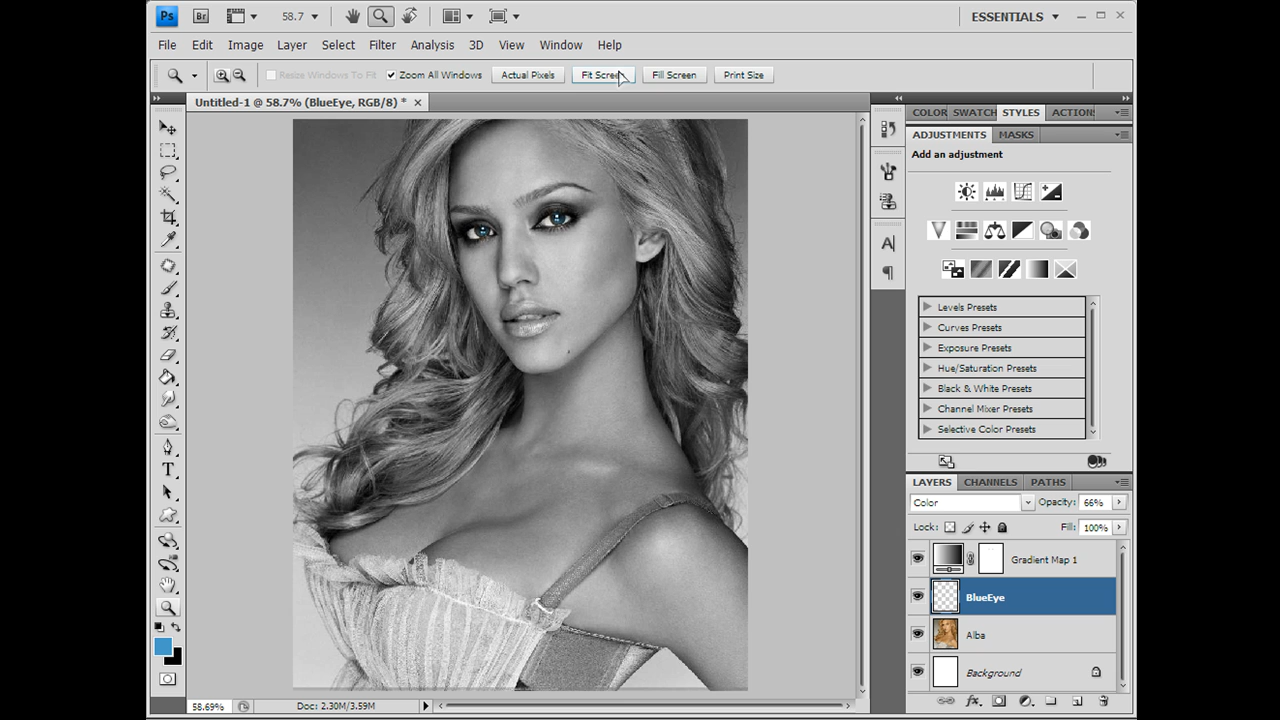 Ps Br 58.7 ESSENTIALS
File Edit Image Layer Select Filter Analysis 3D View Window Help
Resize Windows To Fit Zoom All Windows Actual Pixels Fit Screen Fill Screen Print Size
Untitled-1 @ 58.7% (BlueEye, RGB/8) *
COLOR SWATCH STYLES ACTION
ADJUSTMENTS MASKS
Add an adjustment
Levels Presets
Curves Presets
Exposure Presets
Hue/Saturation Presets
Black & White Presets
Channel Mixer Presets
Selective Color Presets
LAYERS CHANNELS PATHS
Color Opacity: 66%
Lock: Fill: 100%
Gradient Map 1
BlueEye
Alba
Background
58.69% Doc: 2.30M/3.59M